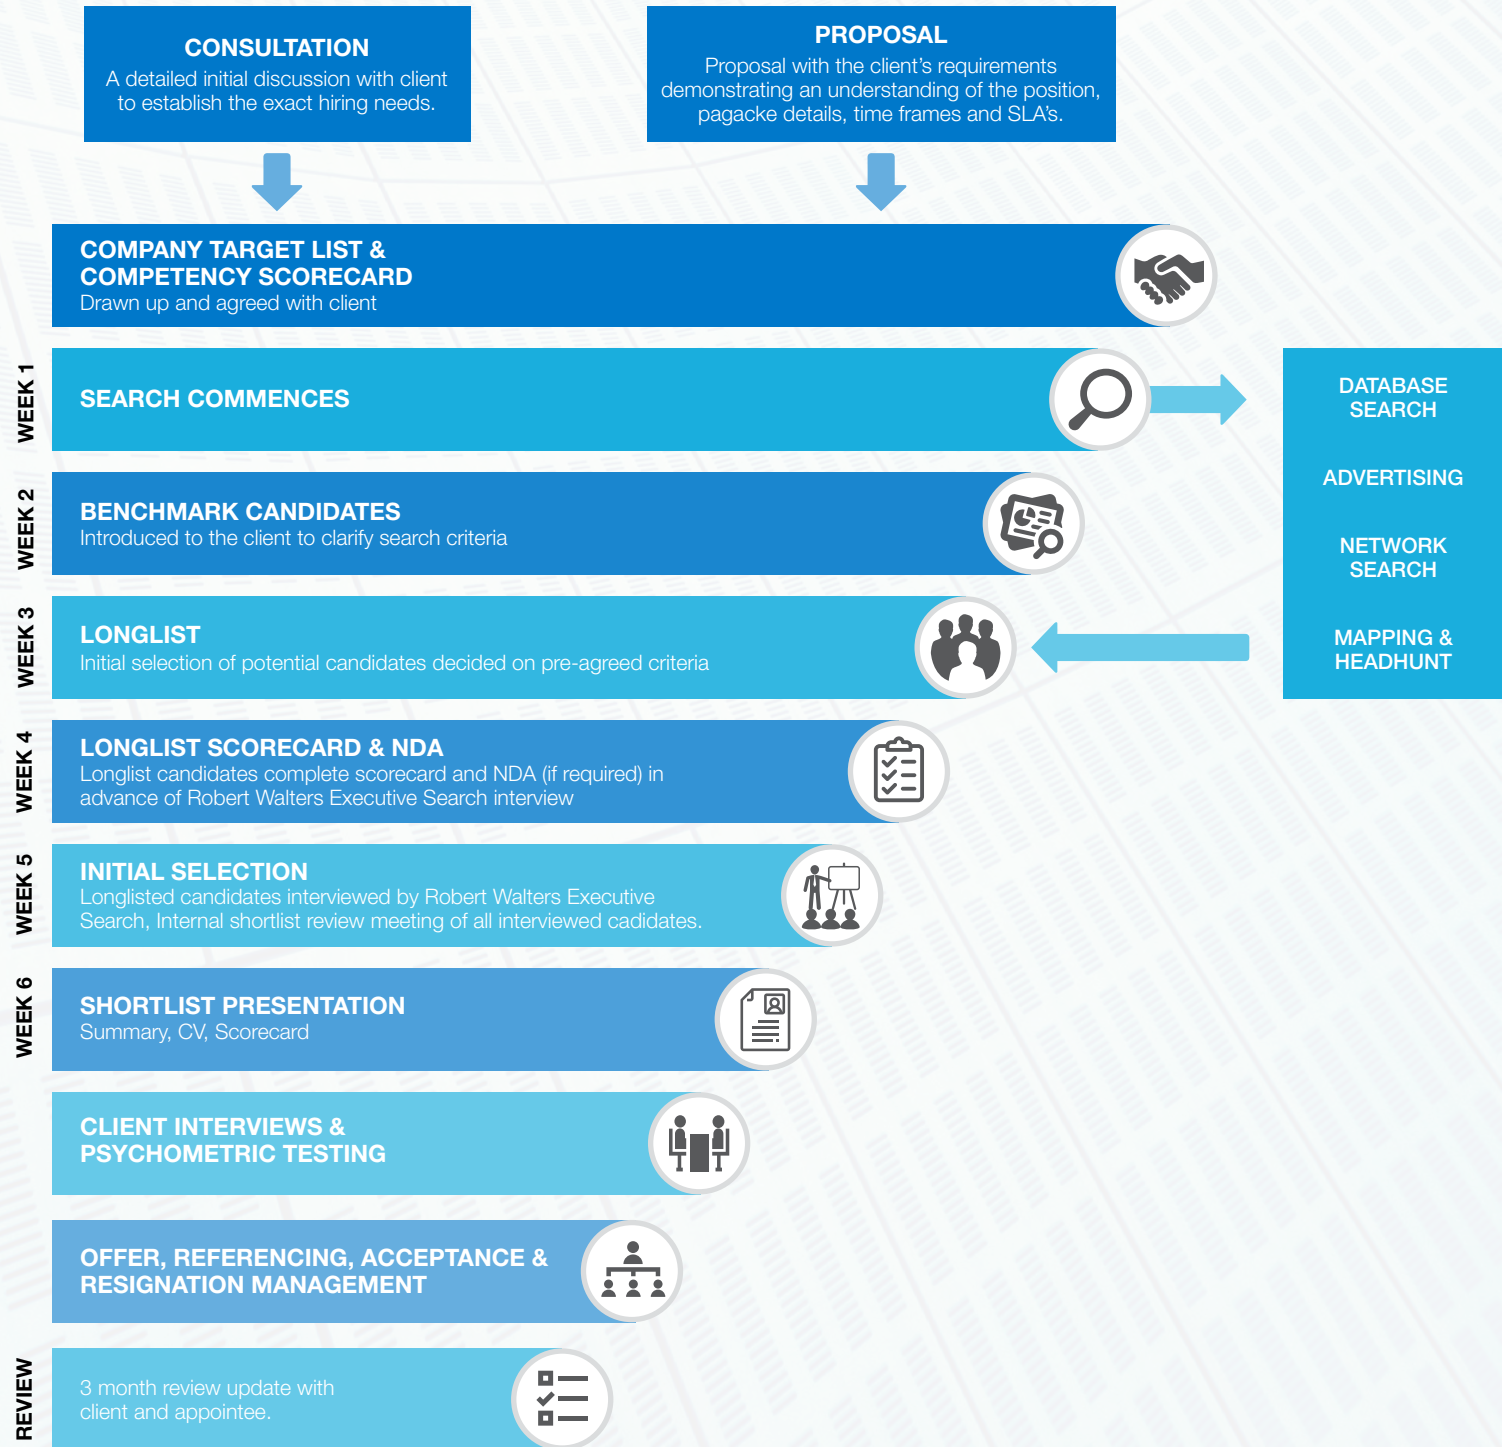 CONSULTATION
A detailed initial discussion with client
to establish the exact hiring needs.
PROPOSAL
Proposal with the client's requirements
demonstrating an understanding of the position,
pagacke details, time frames and SLA's.
COMPANY TARGET LIST &
COMPETENCY SCORECARD
Drawn up and agreed with client
WEEK 1
SEARCH COMMENCES
DATABASE
SEARCH
ADVERTISING
NETWORK
SEARCH
MAPPING &
HEADHUNT
WEEK 2
BENCHMARK CANDIDATES
Introduced to the client to clarify search criteria
WEEK 3
LONGLIST
Initial selection of potential candidates decided on pre-agreed criteria
WEEK 4
LONGLIST SCORECARD & NDA
Longlist candidates complete scorecard and NDA (if required) in
advance of Robert Walters Executive Search interview
WEEK 5
INITIAL SELECTION
Longlisted candidates interviewed by Robert Walters Executive
Search, Internal shortlist review meeting of all interviewed cadidates.
WEEK 6
SHORTLIST PRESENTATION
Summary, CV, Scorecard
CLIENT INTERVIEWS &
PSYCHOMETRIC TESTING
OFFER, REFERENCING, ACCEPTANCE &
RESIGNATION MANAGEMENT
REVIEW
3 month review update with
client and appointee.